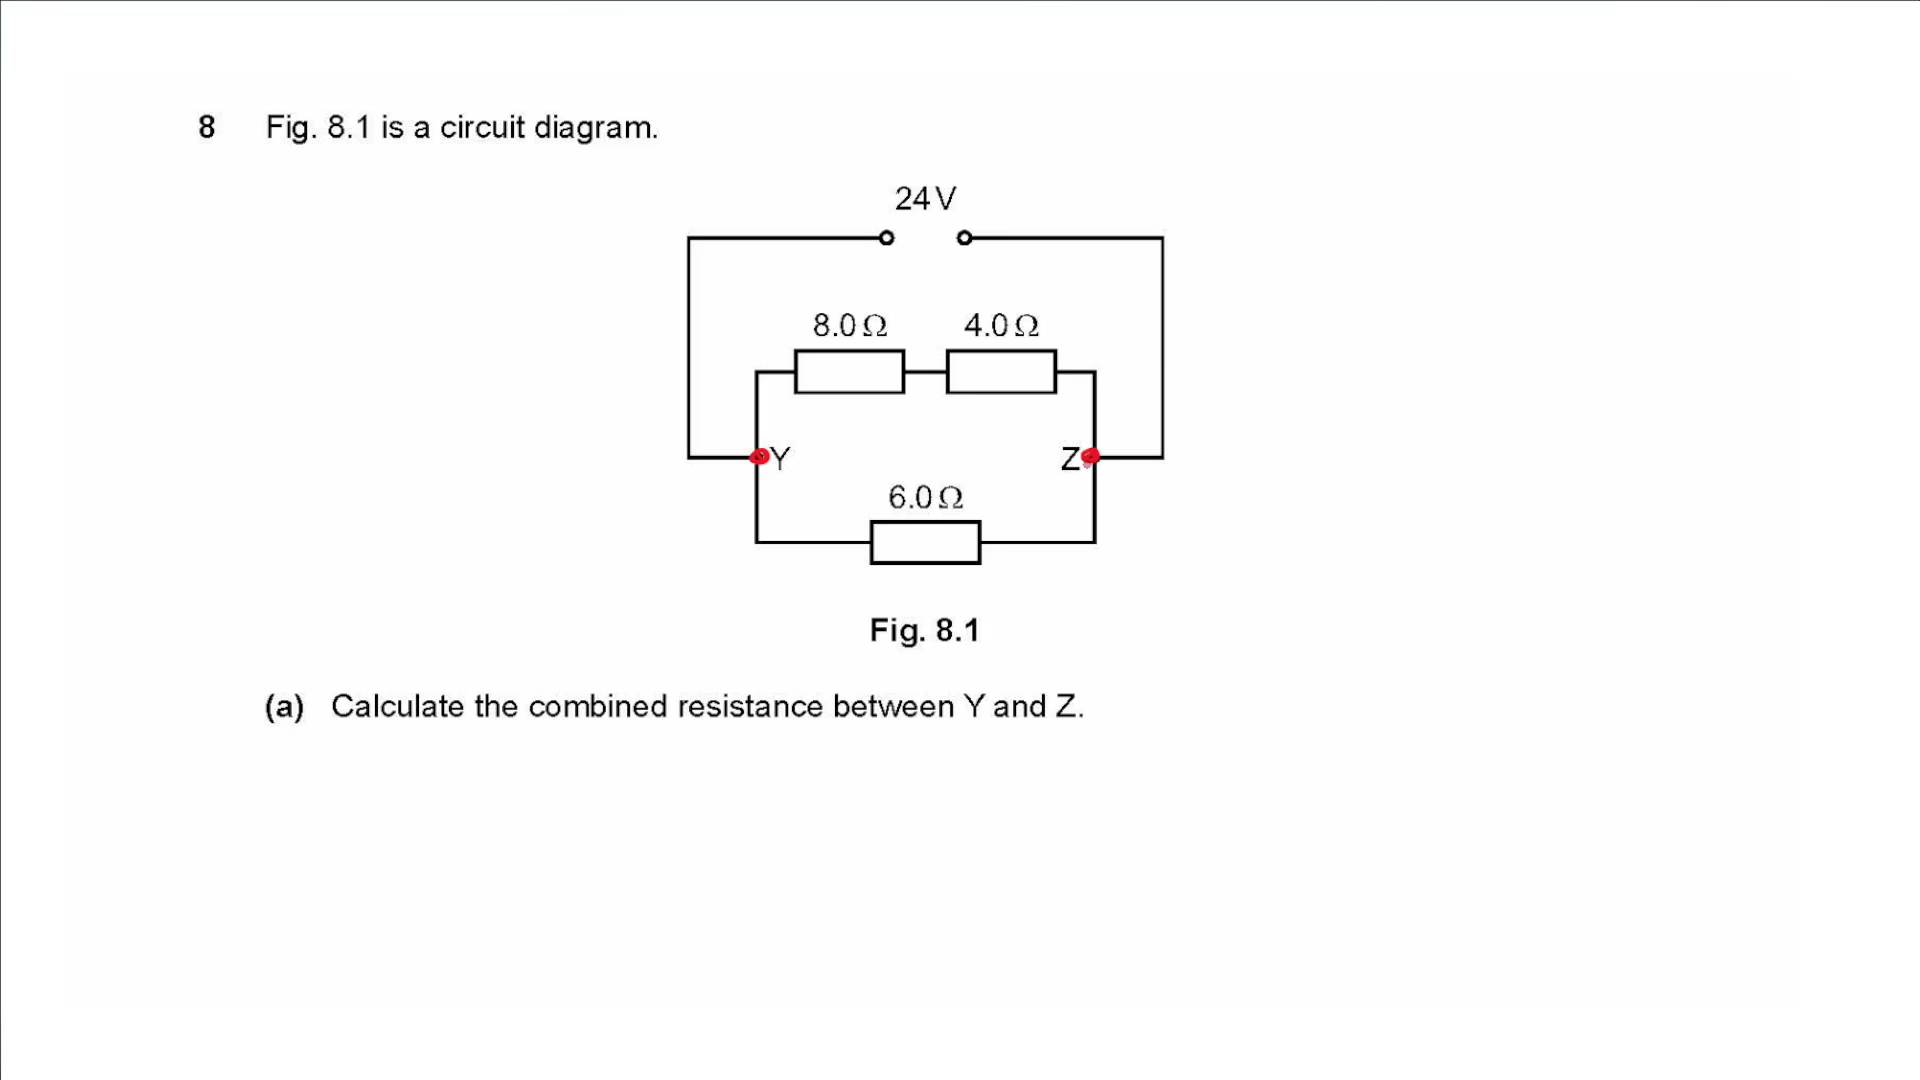 8 Fig. 8.1 is a circuit diagram.
24 V
8.0 Ω 4.0 Ω
Y Z
6.0 Ω
Fig. 8.1
(a) Calculate the combined resistance between Y and Z.